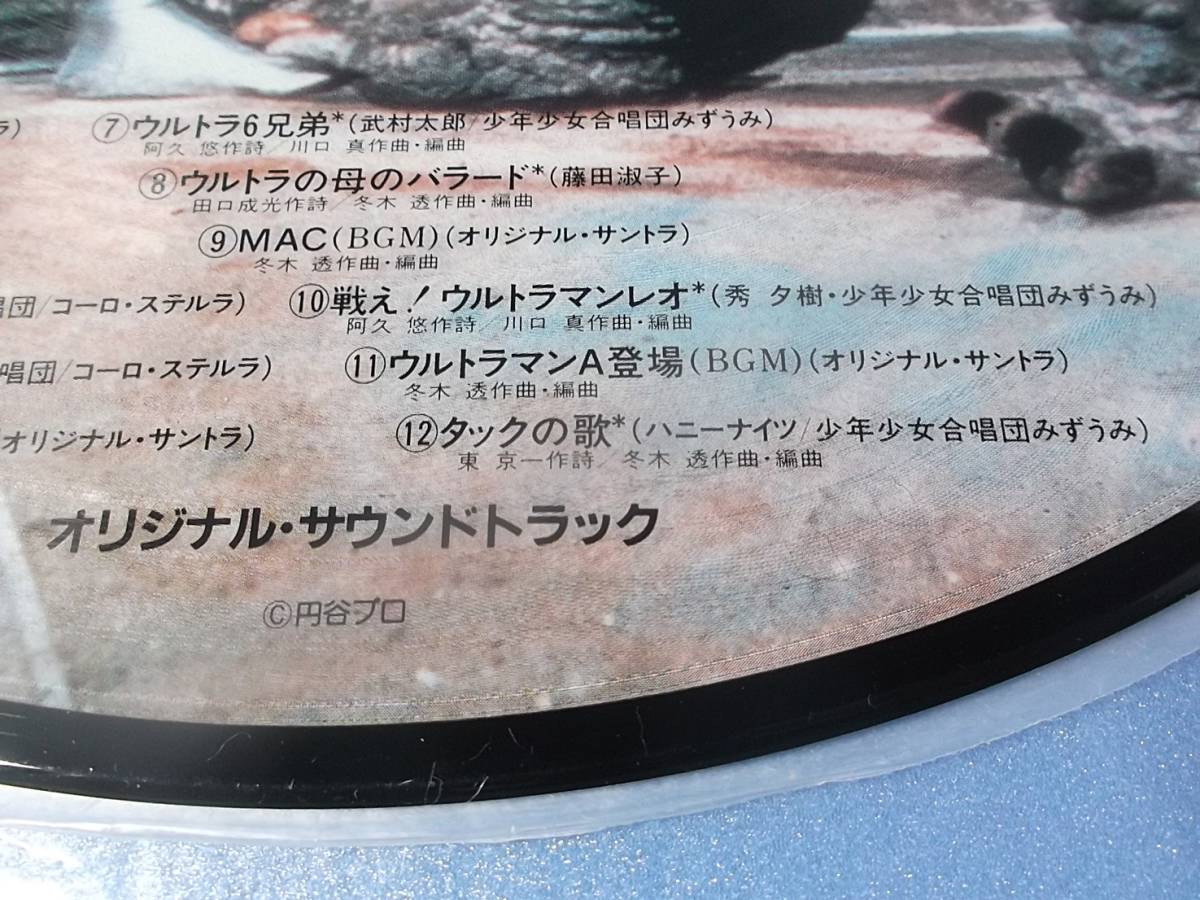 ラ)
⑦ウルトラ6兄弟*(武村太郎/少年少女合唱団みずうみ)
阿久 悠作詩/川口 真作曲・編曲
⑧ウルトラの母のバラード*(藤田淑子)
田口成光作詩/冬木 透作曲・編曲
⑨MAC(BGM)(オリジナル・サントラ)
冬木 透作曲・編曲
唱団/コーロ・ステルラ)
⑩戦え!ウルトラマンレオ*(秀 夕樹・少年少女合唱団みずうみ)
阿久 悠作詩/川口 真作曲・編曲
唱団/コーロ・ステルラ)
⑪ウルトラマンA登場(BGM)(オリジナル・サントラ)
冬木 透作曲・編曲
オリジナル・サントラ)
⑫タックの歌*(ハニーナイツ/少年少女合唱団みずうみ)
東 京一作詩/冬木 透作曲・編曲
オリジナル・サウンドトラック
©円谷プロ